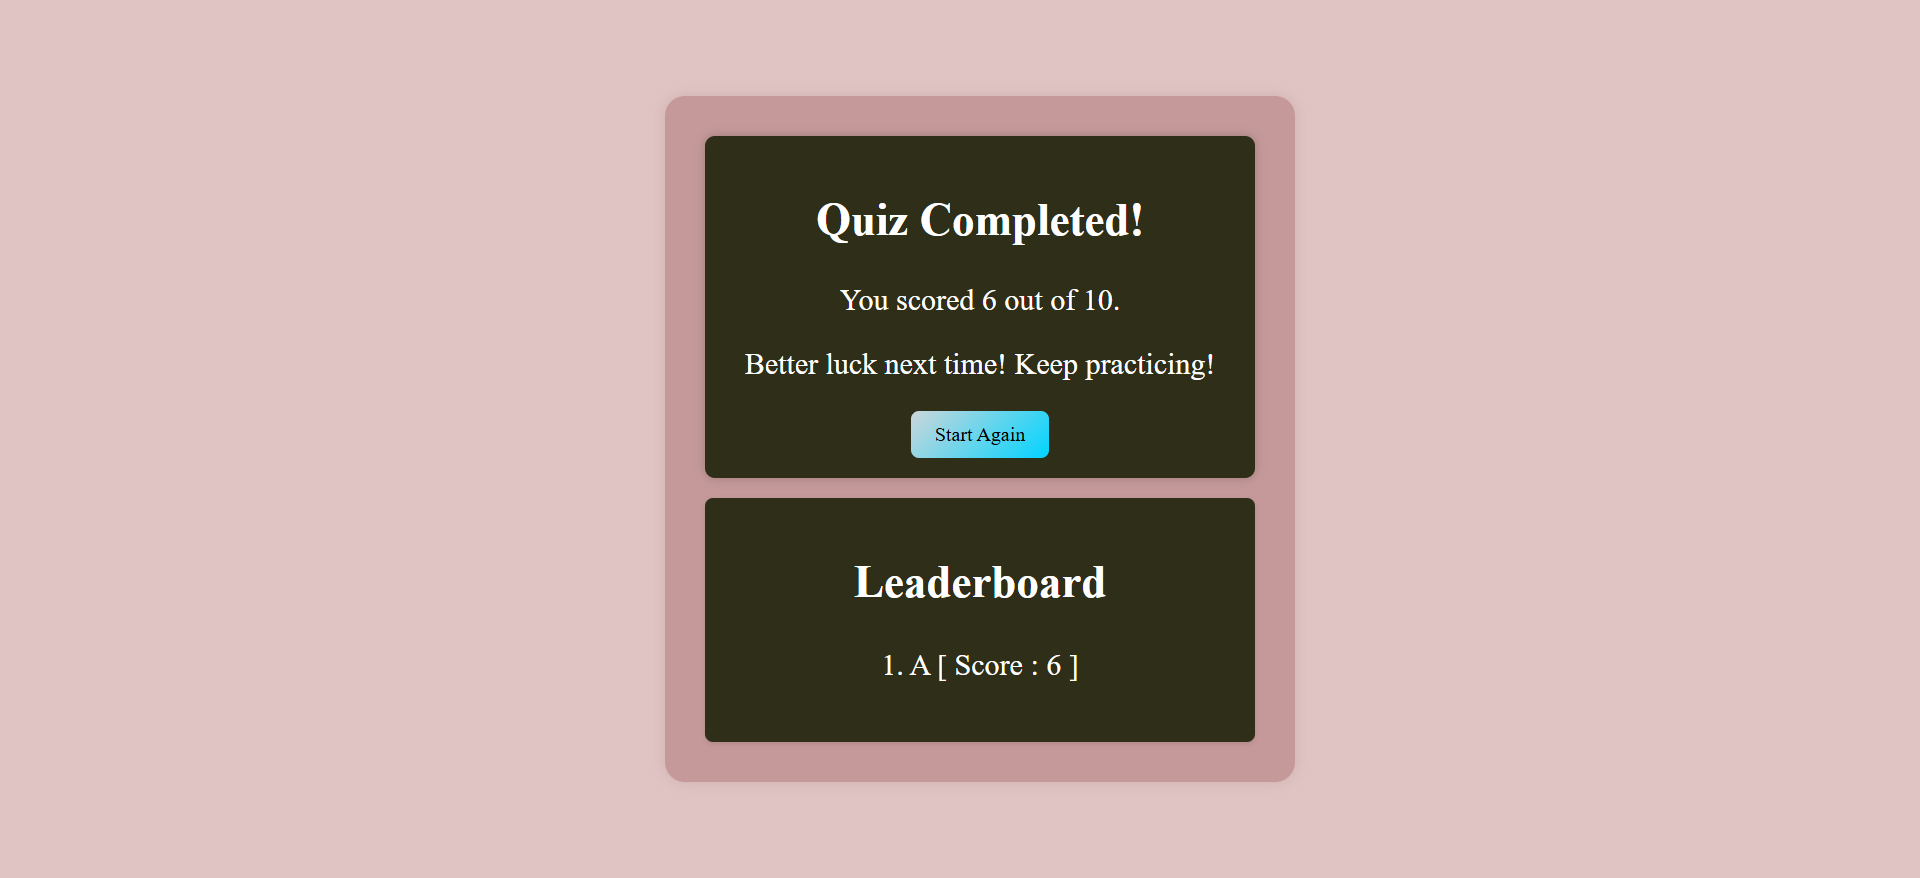 Quiz Completed!
You scored 6 out of 10.
Better luck next time! Keep practicing!
Start Again
Leaderboard
1. A [ Score : 6 ]